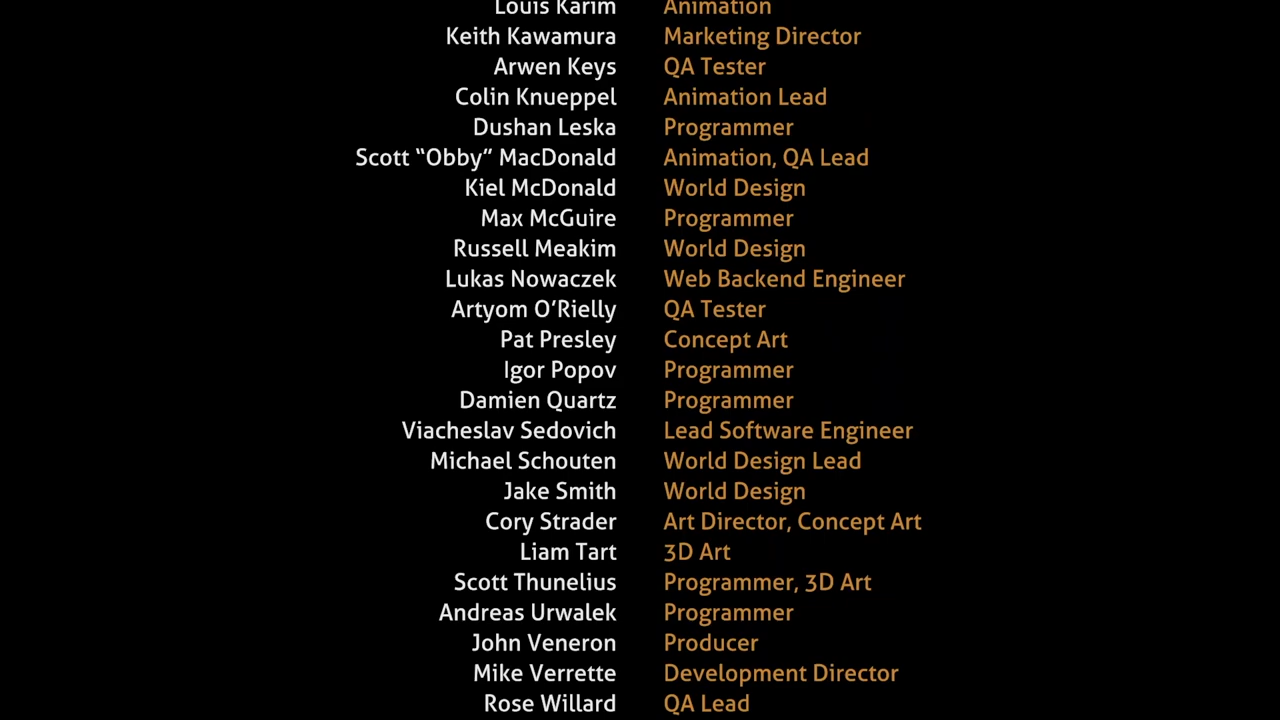 Louis Karim Animation
Keith Kawamura Marketing Director
Arwen Keys QA Tester
Colin Knueppel Animation Lead
Dushan Leska Programmer
Scott “Obby” MacDonald Animation, QA Lead
Kiel McDonald World Design
Max McGuire Programmer
Russell Meakim World Design
Lukas Nowaczek Web Backend Engineer
Artyom O’Rielly QA Tester
Pat Presley Concept Art
Igor Popov Programmer
Damien Quartz Programmer
Viacheslav Sedovich Lead Software Engineer
Michael Schouten World Design Lead
Jake Smith World Design
Cory Strader Art Director, Concept Art
Liam Tart 3D Art
Scott Thunelius Programmer, 3D Art
Andreas Urwalek Programmer
John Veneron Producer
Mike Verrette Development Director
Rose Willard QA Lead